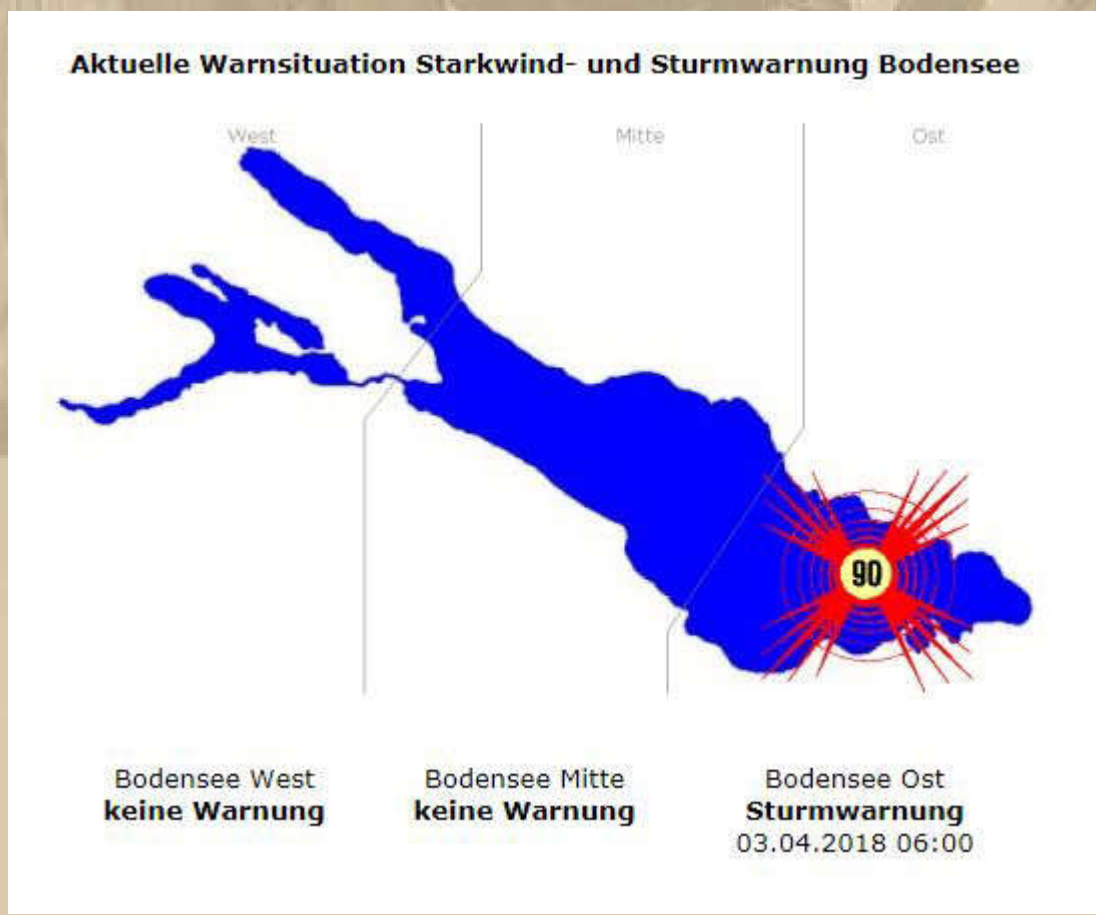 Aktuelle Warnsituation Starkwind- und Sturmwarnung Bodensee
West
Mitte
Ost
90
Bodensee West
keine Warnung
Bodensee Mitte
keine Warnung
Bodensee Ost
Sturmwarnung
03.04.2018 06:00